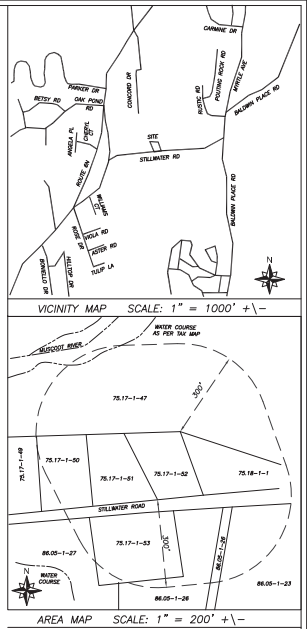 CARMINE DR
PARKER DR
CONCORD DR
POUTING ROCK RD
MYRTLE AVE
BETSY RD
OAK POND
RD
RUSTIC RD
BALDWIN PLACE RD
ANGELA PL
CHERYL
CT
ROUTE 6N
SITE
STILLWATER RD
BALDWIN PLACE RD
WILLIAMS
CT
ROSE DR
VIOLA RD
ASTER RD
TULIP LA
BONIELLO DR
HILLTOP DR
N
VICINITY MAP SCALE: 1" = 1000' +\-
WATER COURSE
AS PER TAX MAP
MUSCOOT RIVER
300'
75.17-1-47
75.17-1-49
75.17-1-50
75.17-1-51
75.17-1-52
75.18-1-1
STILLWATER ROAD
75.17-1-53
300'
86.05-1-26
86.05-1-27
WATER
COURSE
N
86.05-1-26
86.05-1-23
AREA MAP SCALE: 1" = 200' +\-